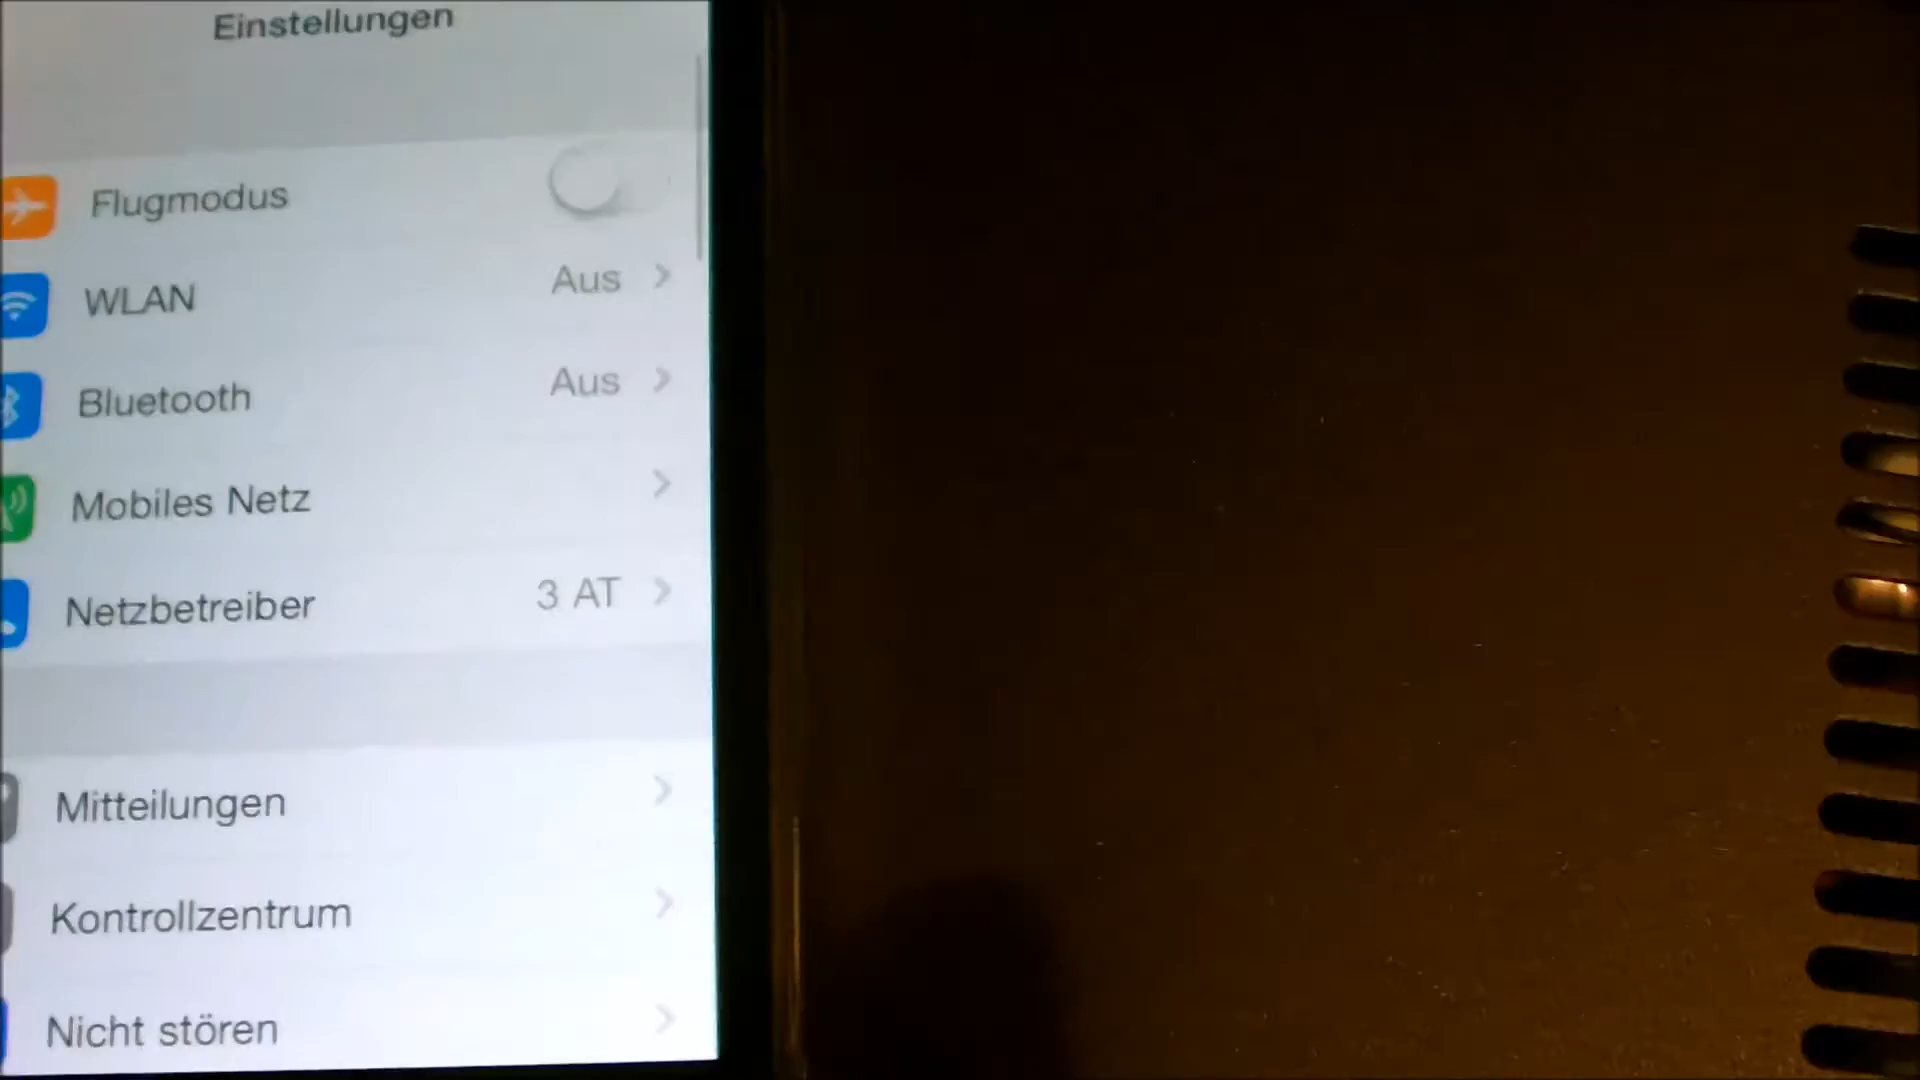 Einstellungen
Flugmodus
WLAN Aus
Bluetooth Aus
Mobiles Netz
Netzbetreiber 3 AT
Mitteilungen
Kontrollzentrum
Nicht stören